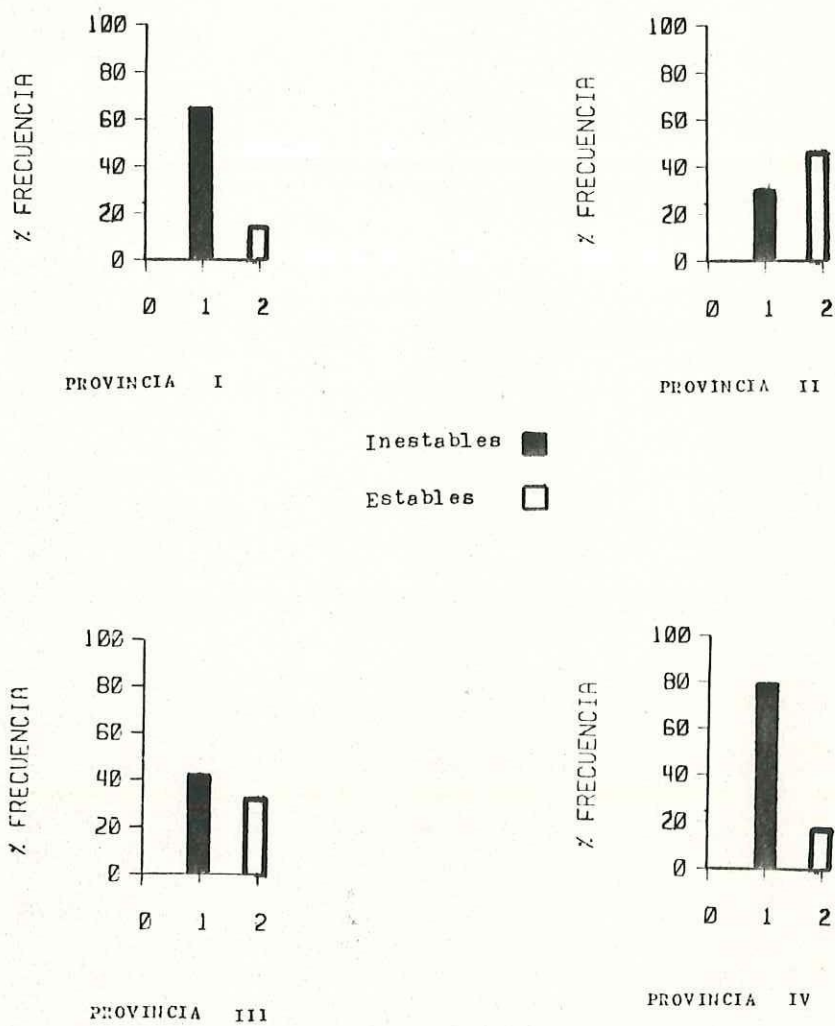 % FRECUENCIA
100
80
60
40
20
0
0 1 2
PROVINCIA I
% FRECUENCIA
100
80
60
40
20
0
0 1 2
PROVINCIA II
Inestables
Estables
% FRECUENCIA
100
80
60
40
20
0
0 1 2
PROVINCIA III
% FRECUENCIA
100
80
60
40
20
0
0 1 2
PROVINCIA IV